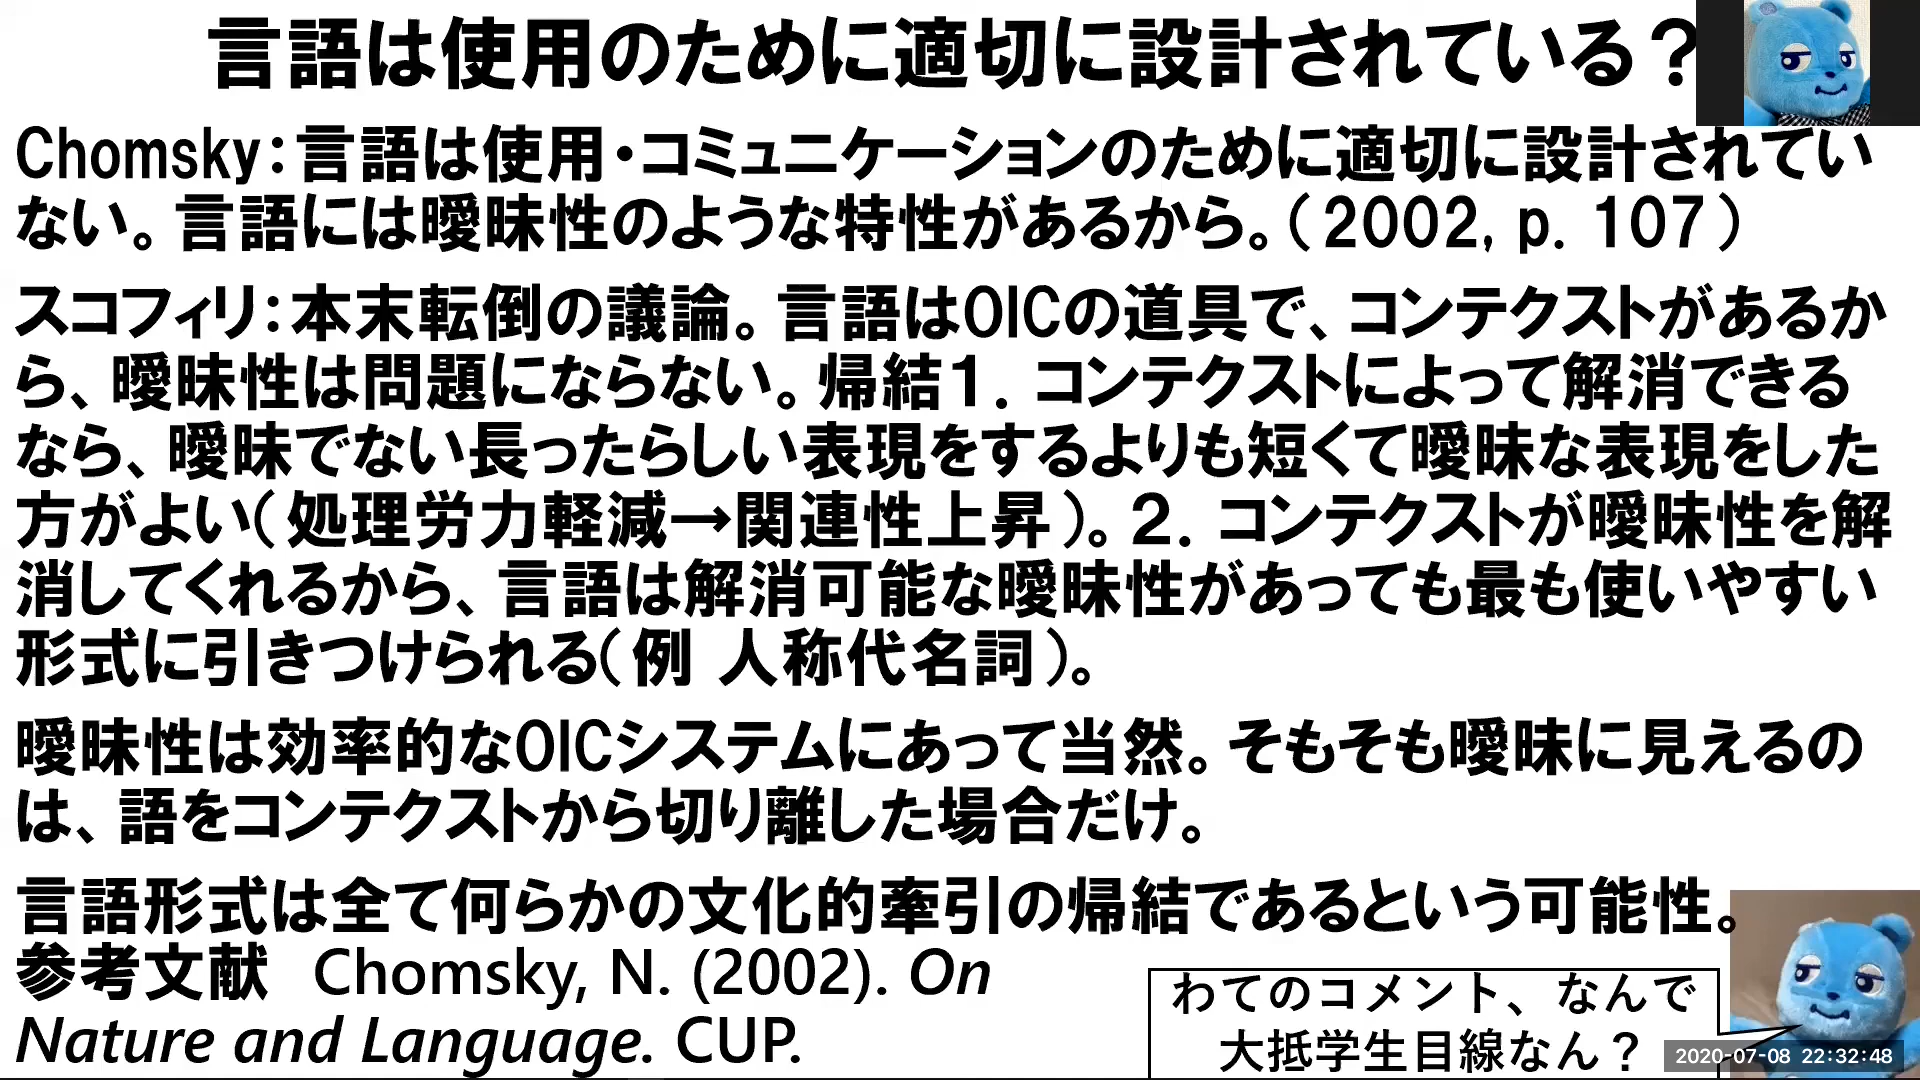 言語は使用のために適切に設計されている？
Chomsky：言語は使用・コミュニケーションのために適切に設計されてい
ない。言語には曖昧性のような特性があるから。（2002, p. 107）
スコフィリ：本末転倒の議論。言語はOICの道具で、コンテクストがあるか
ら、曖昧性は問題にならない。帰結１．コンテクストによって解消できる
なら、曖昧でない長ったらしい表現をするよりも短くて曖昧な表現をした
方がよい（処理労力軽減→関連性上昇）。２．コンテクストが曖昧性を解
消してくれるから、言語は解消可能な曖昧性があっても最も使いやすい
形式に引きつけられる（例 人称代名詞）。
曖昧性は効率的なOICシステムにあって当然。そもそも曖昧に見えるの
は、語をコンテクストから切り離した場合だけ。
言語形式は全て何らかの文化的牽引の帰結であるという可能性。
参考文献 Chomsky, N. (2002). On
Nature and Language. CUP.
わてのコメント、なんで
大抵学生目線なん？
2020-07-08 22:32:48